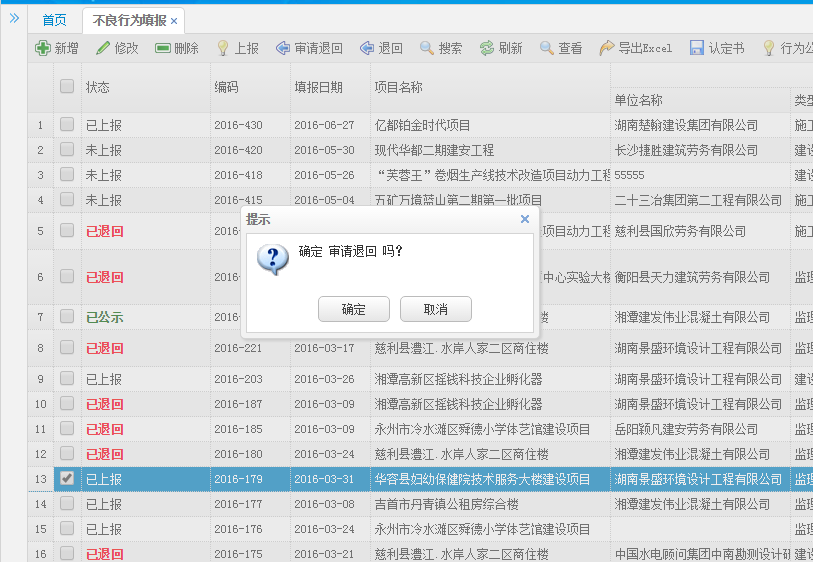 首页 不良行为填报
新增 修改 删除 上报 审请退回 退回 搜索 刷新 查看 导出Excel 认定书 行为公
状态 编码 填报日期 项目名称
单位名称 类型
1 已上报 2016-430 2016-06-27 亿都铂金时代项目 湖南楚翰建设集团有限公司 施工
2 未上报 2016-420 2016-05-30 现代华都二期建安工程 长沙捷胜建筑劳务有限公司 建设
3 未上报 2016-418 2016-05-26 “芙蓉王”卷烟生产线技术改造项目动力工程 55555 施工
4 未上报 2016-415 2016-05-04 五矿万境蓝山第二期第一批项目 二十三冶集团第二工程有限公司 施工
5 已退回 2016- 项目动力工程 慈利县国欣劳务有限公司 施工
6 已退回 2016- 中心实验大楼 衡阳县天力建筑劳务有限公司 监理
7 已公示 2016- 湘潭建发伟业混凝土有限公司 监理
8 已退回 2016-221 2016-03-17 慈利县澧江.水岸人家二区商住楼 湖南景盛环境设计工程有限公司 监理
9 已上报 2016-203 2016-03-26 湘潭高新区摇钱科技企业孵化器 湖南景盛环境设计工程有限公司 建设
10 已退回 2016-187 2016-03-09 湘潭高新区摇钱科技企业孵化器 湖南景盛环境设计工程有限公司 监理
11 已退回 2016-185 2016-03-09 永州市冷水滩区舜德小学体艺馆建设项目 岳阳颖凡建安劳务有限公司 监理
12 已退回 2016-180 2016-03-24 慈利县澧江.水岸人家二区商住楼 湘潭建发伟业混凝土有限公司 监理
13 已上报 2016-179 2016-03-31 华容县妇幼保健院技术服务大楼建设项目 湖南景盛环境设计工程有限公司 监理
14 已上报 2016-177 2016-03-08 吉首市丹青镇公租房综合楼 湘潭建发伟业混凝土有限公司 监理
15 已上报 2016-176 2016-03-24 永州市冷水滩区舜德小学体艺馆建设项目
16 已退回 2016-175 2016-03-21 慈利县澧江.水岸人家二区商住楼 中国水电顾问集团中南勘测设计研 监理
提示
确定 审请退回 吗?
确定 取消